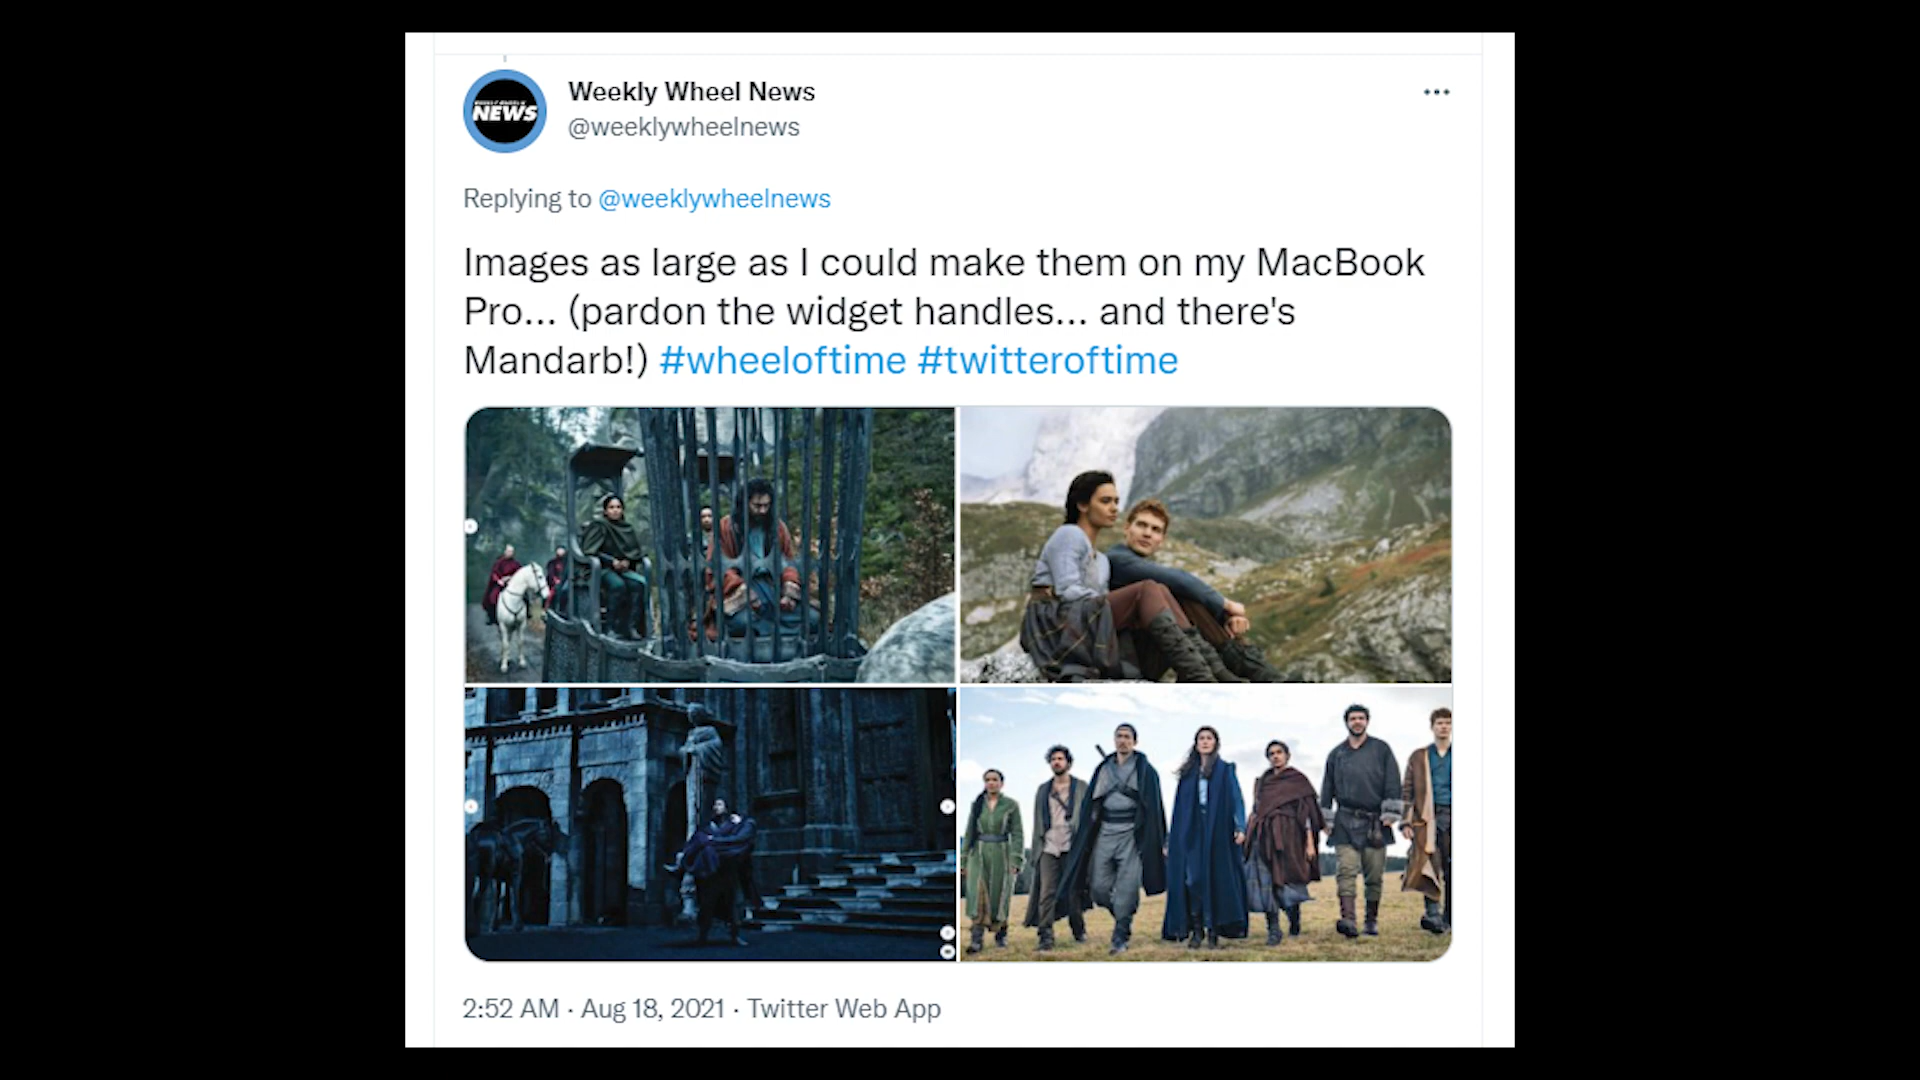 NEWS
Weekly Wheel News
@weeklywheelnews
Replying to @weeklywheelnews
Images as large as I could make them on my MacBook
Pro... (pardon the widget handles... and there's
Mandarb!) #wheeloftime #twitteroftime
2:52 AM · Aug 18, 2021 · Twitter Web App